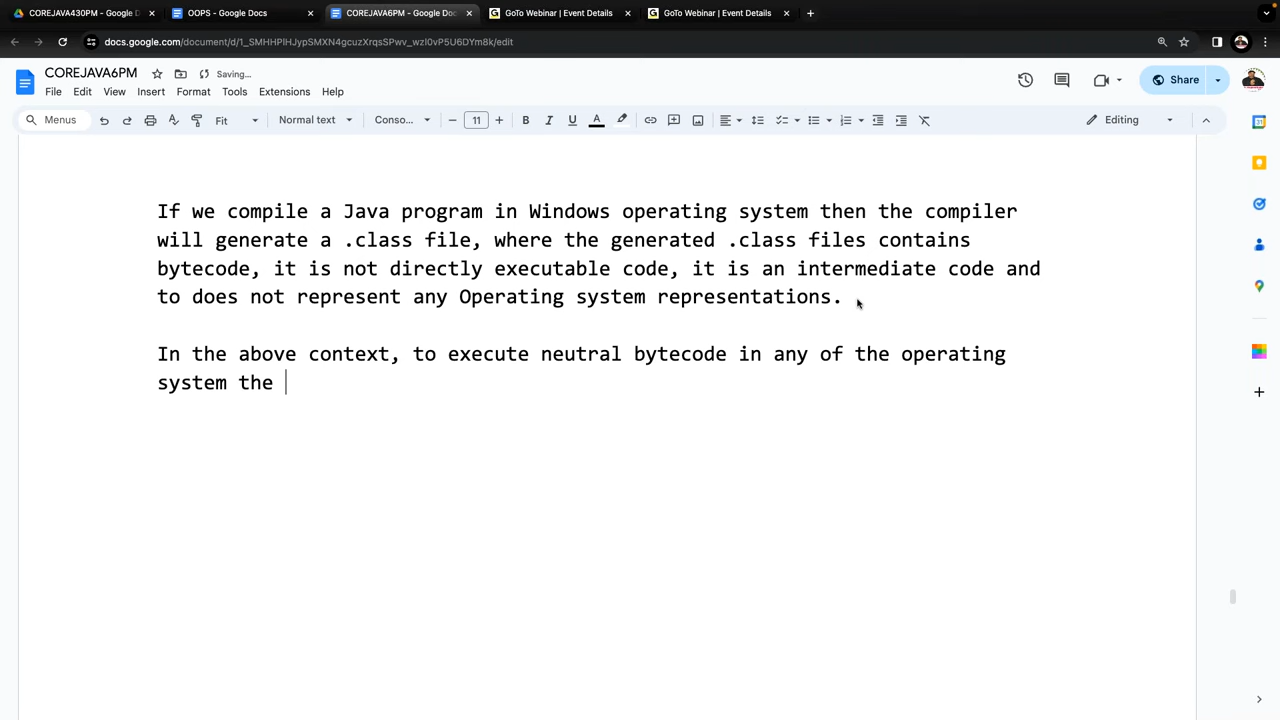 COREJAVA430PM - Google D
OOPS - Google Docs
COREJAVA6PM - Google Doc
GoTo Webinar | Event Details
GoTo Webinar | Event Details
docs.google.com/document/d/1_SMHHPIHJypSMXN4gcuzXrqsSPwv_wzI0vP5U6DYm8k/edit
COREJAVA6PM
Saving...
File Edit View Insert Format Tools Extensions Help
Share
Menus
Fit
Normal text
Conso...
11
Editing
If we compile a Java program in Windows operating system then the compiler
will generate a .class file, where the generated .class files contains
bytecode, it is not directly executable code, it is an intermediate code and
to does not represent any Operating system representations.
In the above context, to execute neutral bytecode in any of the operating
system the